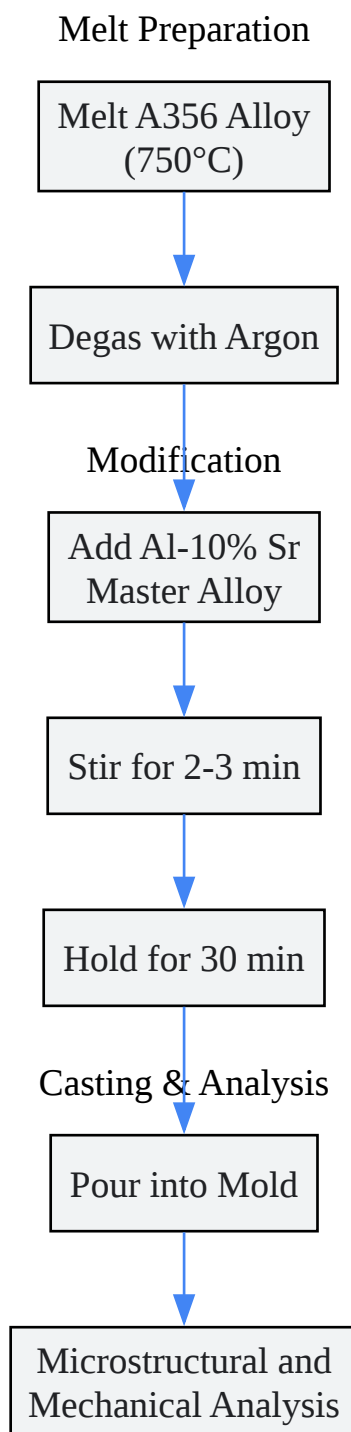 Melt Preparation
Melt A356 Alloy
(750°C)
Degas with Argon
Modification
Add Al-10% Sr
Master Alloy
Stir for 2-3 min
Hold for 30 min
Casting & Analysis
Pour into Mold
Microstructural and
Mechanical Analysis